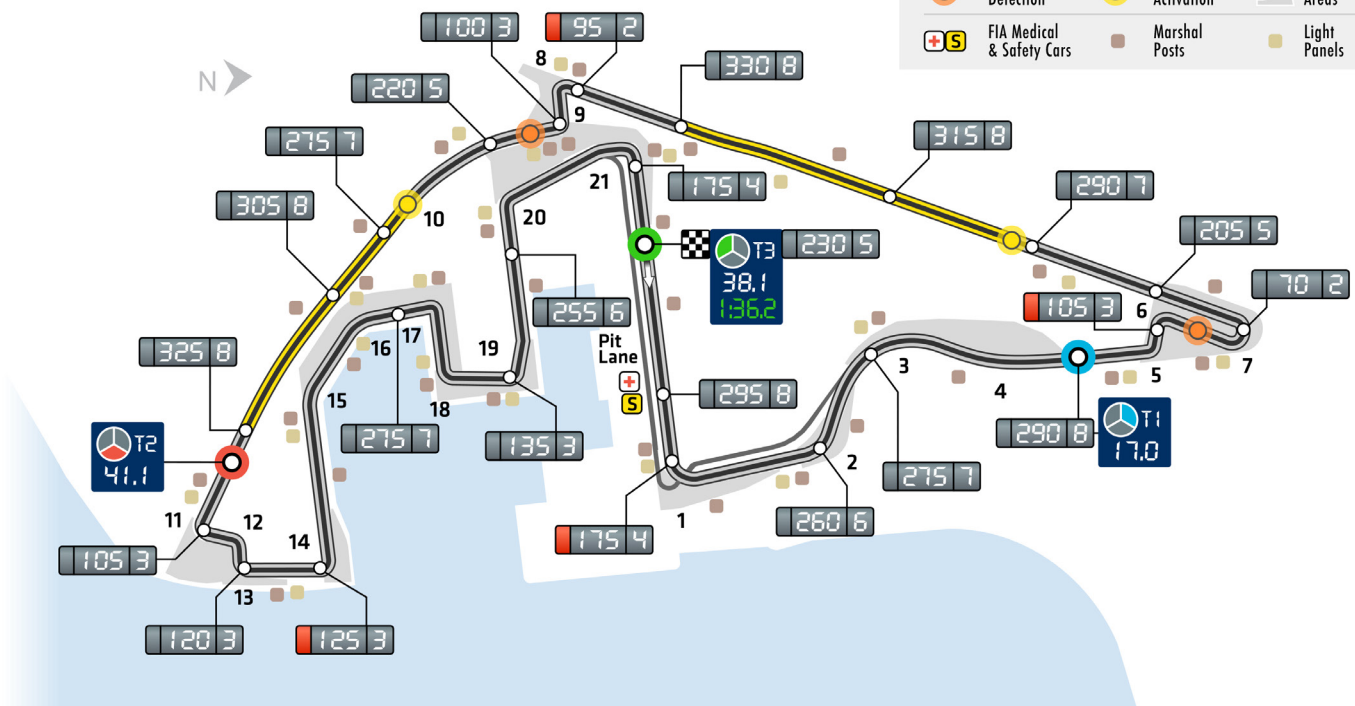 Detection
Activation
Areas
FIA Medical
& Safety Cars
S
Marshal
Posts
Light
Panels
N
100 3
95 2
8
330 8
220 5
9
275 7
315 8
21
175 4
290 7
305 8
10
20
205 5
T3
38.1
1:36.2
230 5
70 2
105 3
6
255 6
325 8
17
16
19
Pit
Lane
S
3
4
5
7
15
18
T2
41.1
275 7
295 8
135 3
290 8
T1
17.0
2
275 7
11
12
14
1
260 6
105 3
175 4
13
120 3
125 3